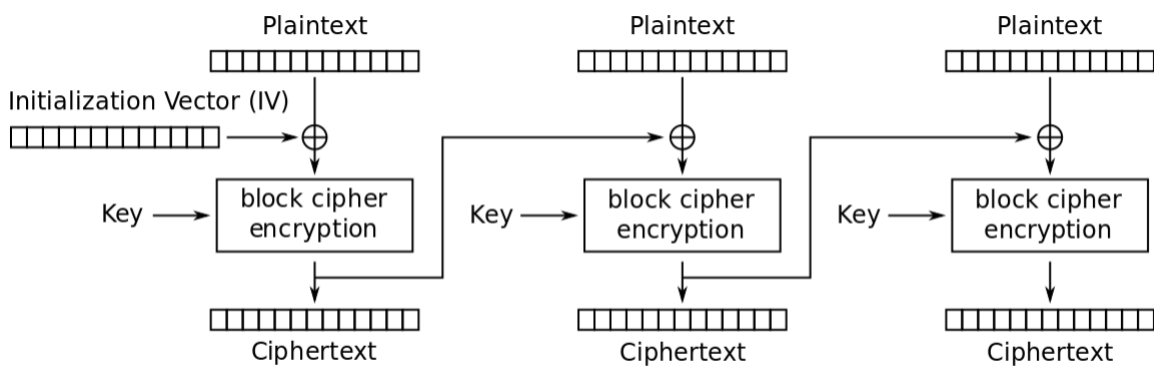 Plaintext
Plaintext
Plaintext
Initialization Vector (IV)
Key
block cipher
encryption
Key
block cipher
encryption
Key
block cipher
encryption
Ciphertext
Ciphertext
Ciphertext